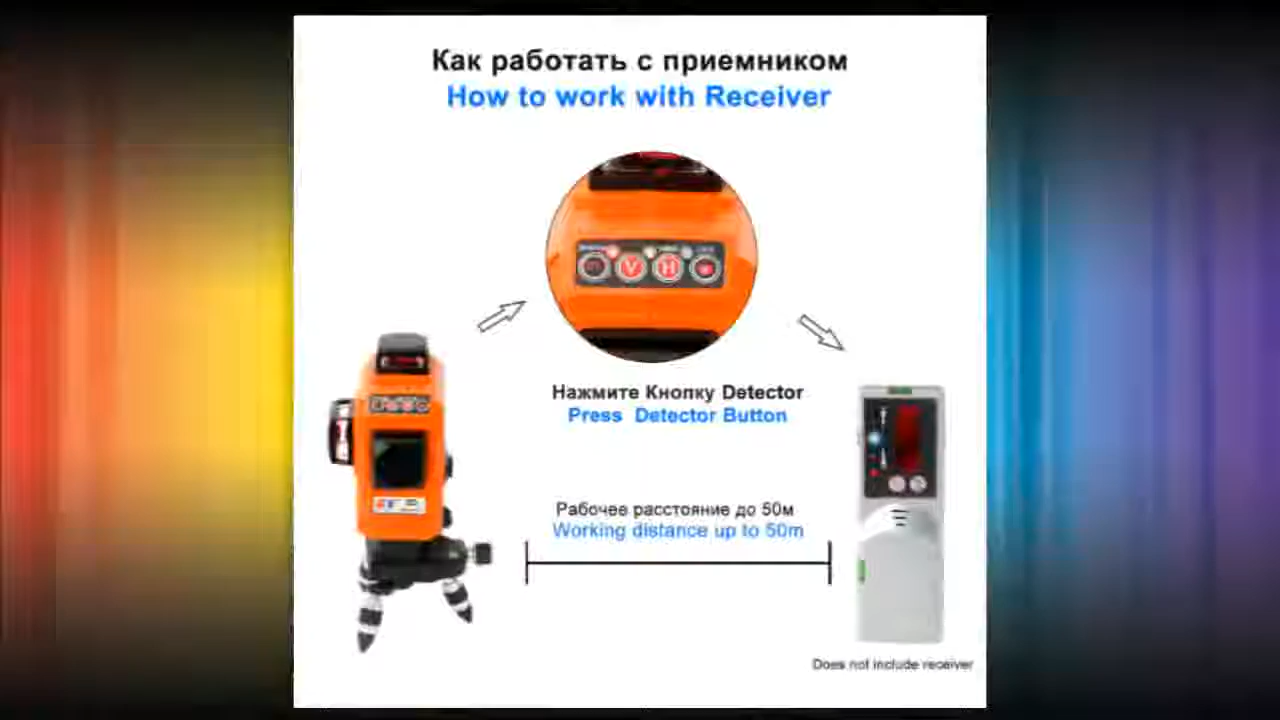 Как работать с приемником
How to work with Receiver
V H
Нажмите Кнопку Detector
Press Detector Button
Рабочее расстояние до 50м
Working distance up to 50m
Does not include receiver